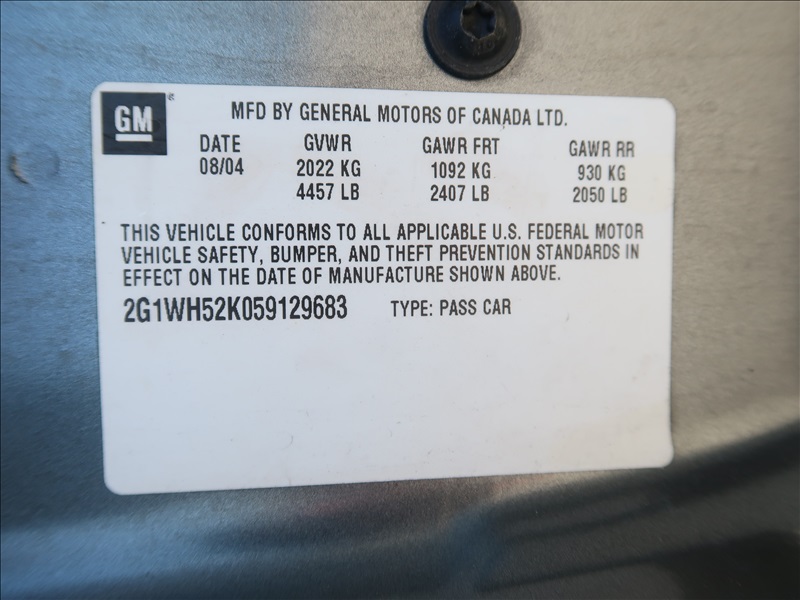 GM
MFD BY GENERAL MOTORS OF CANADA LTD.
DATE GVWR GAWR FRT GAWR RR
08/04 2022 KG 1092 KG 930 KG
4457 LB 2407 LB 2050 LB
THIS VEHICLE CONFORMS TO ALL APPLICABLE U.S. FEDERAL MOTOR
VEHICLE SAFETY, BUMPER, AND THEFT PREVENTION STANDARDS IN
EFFECT ON THE DATE OF MANUFACTURE SHOWN ABOVE.
2G1WH52K059129683 TYPE: PASS CAR